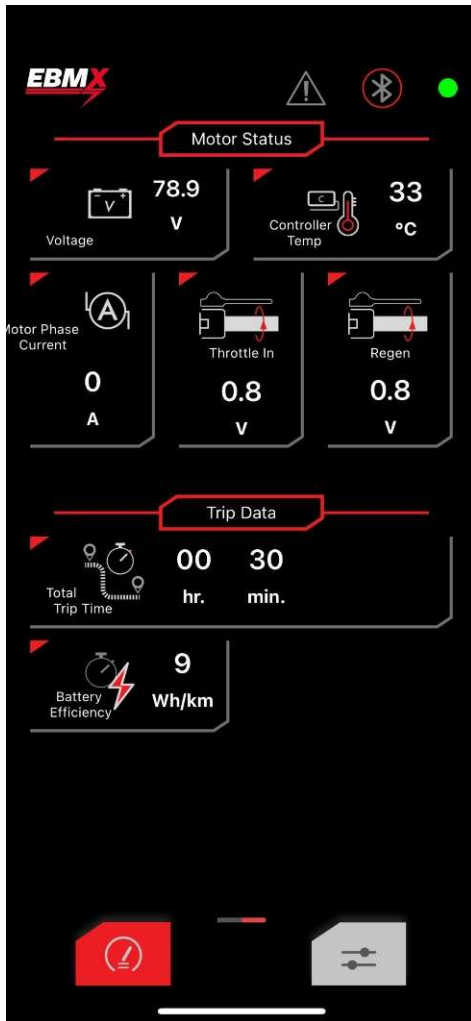 EBMX
Motor Status
78.9
V
Voltage
33
°C
Controller
Temp
Motor Phase
Current
0
A
Throttle In
0.8
V
Regen
0.8
V
Trip Data
Total
Trip Time
00 30
hr. min.
Battery
Efficiency
9
Wh/km